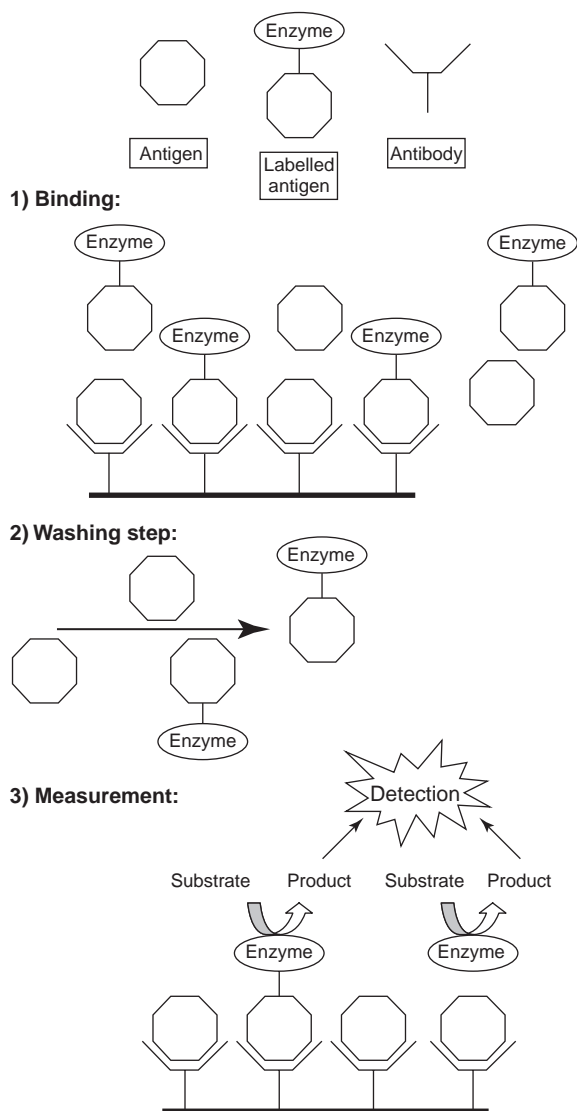 Enzyme
Antigen
Labelled
antigen
Antibody
1) Binding:
Enzyme
Enzyme
Enzyme
Enzyme
2) Washing step:
Enzyme
Enzyme
3) Measurement:
Detection
Substrate Product Substrate Product
Enzyme Enzyme